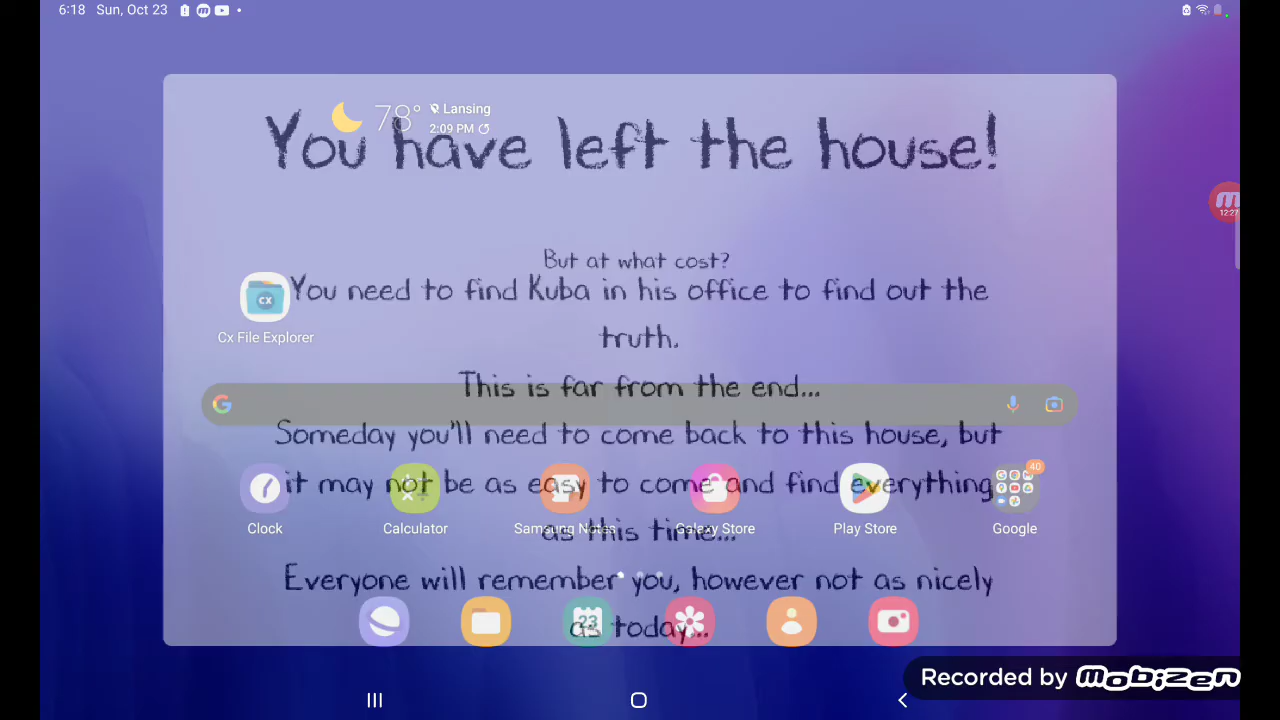 6:18 Sun, Oct 23
78° Lansing
2:09 PM
You have left the house!
12:27
But at what cost?
You need to find Kuba in his office to find out the
truth.
CX
Cx File Explorer
This is far from the end...
G
Someday you'll need to come back to this house, but
40
it may not be as easy to come and find everything
Clock Calculator Samsung Notes Galaxy Store Play Store Google
as this time...
Everyone will remember you, however not as nicely
23
as today...
Recorded by mobizen